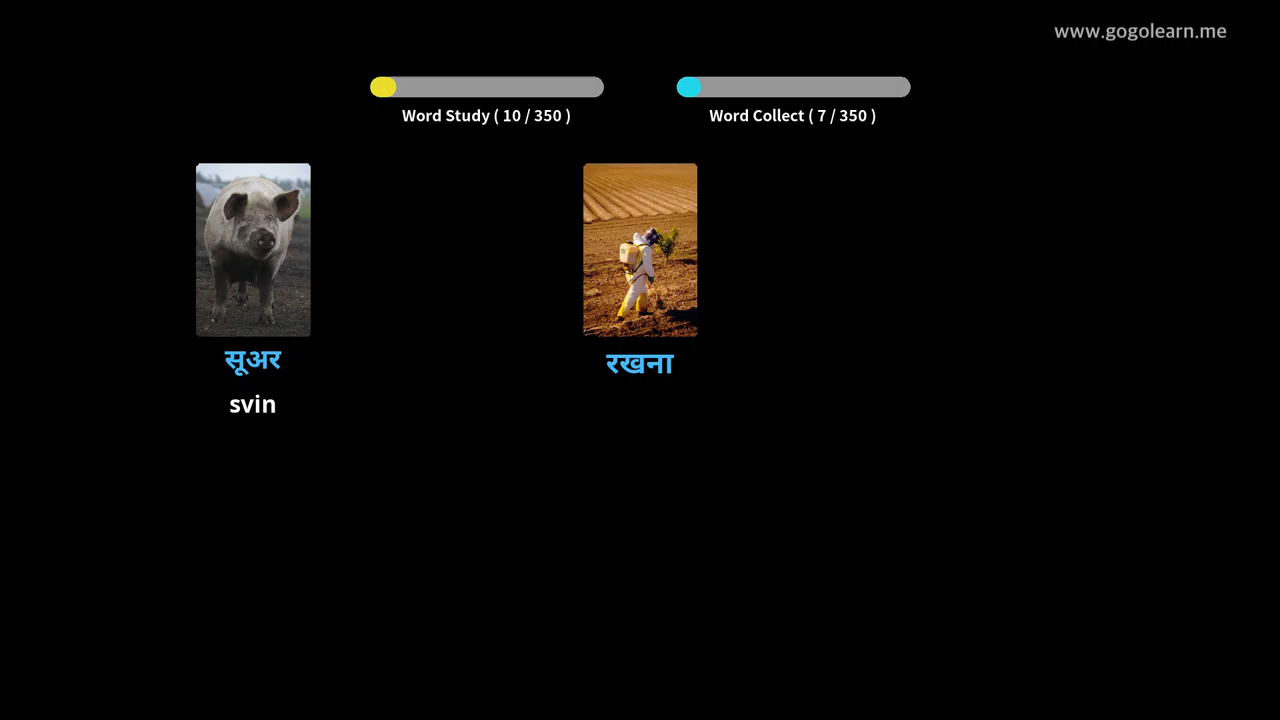 www.gogolearn.me
Word Study ( 10 / 350 )
Word Collect ( 7 / 350 )
सूअर
रखना
svin